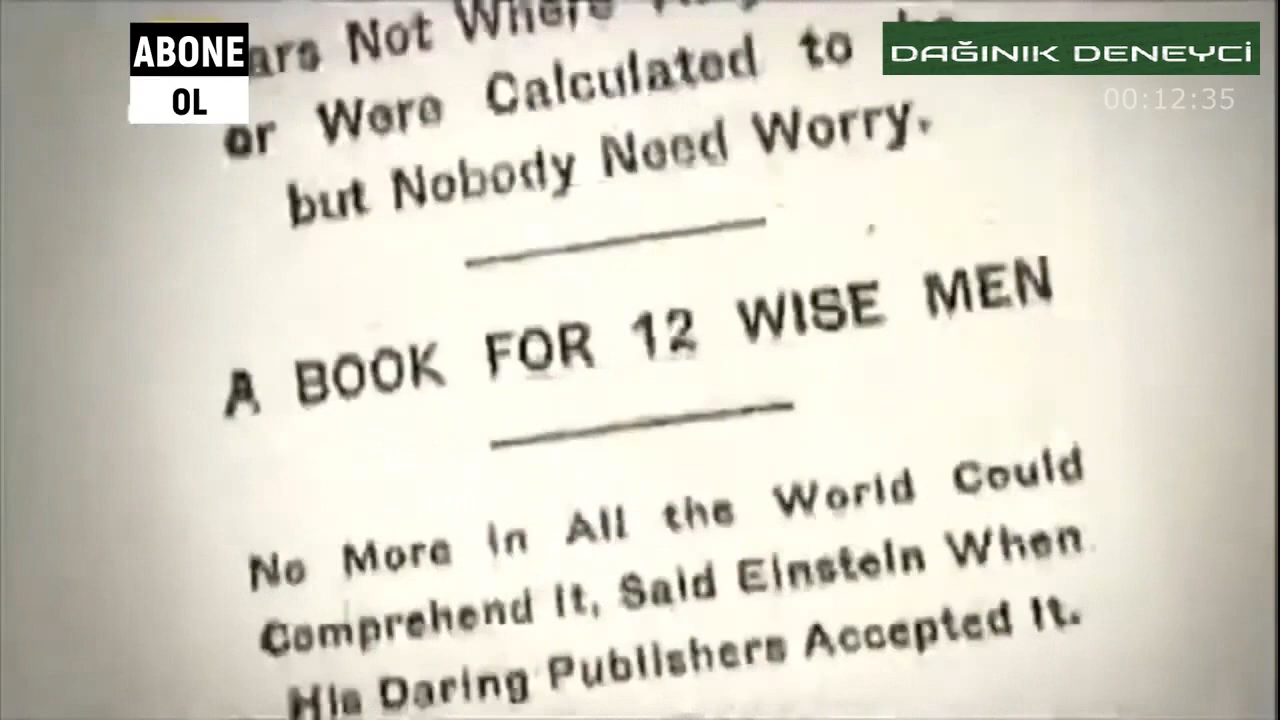 ABONE
OL
DAĞINIK DENEYCİ
00:12:35
ars Not Where
or Were Calculated to be
but Nobody Need Worry.
A BOOK FOR 12 WISE MEN
No More in All the World Could
Comprehend It, Said Einstein When
His Daring Publishers Accepted It.